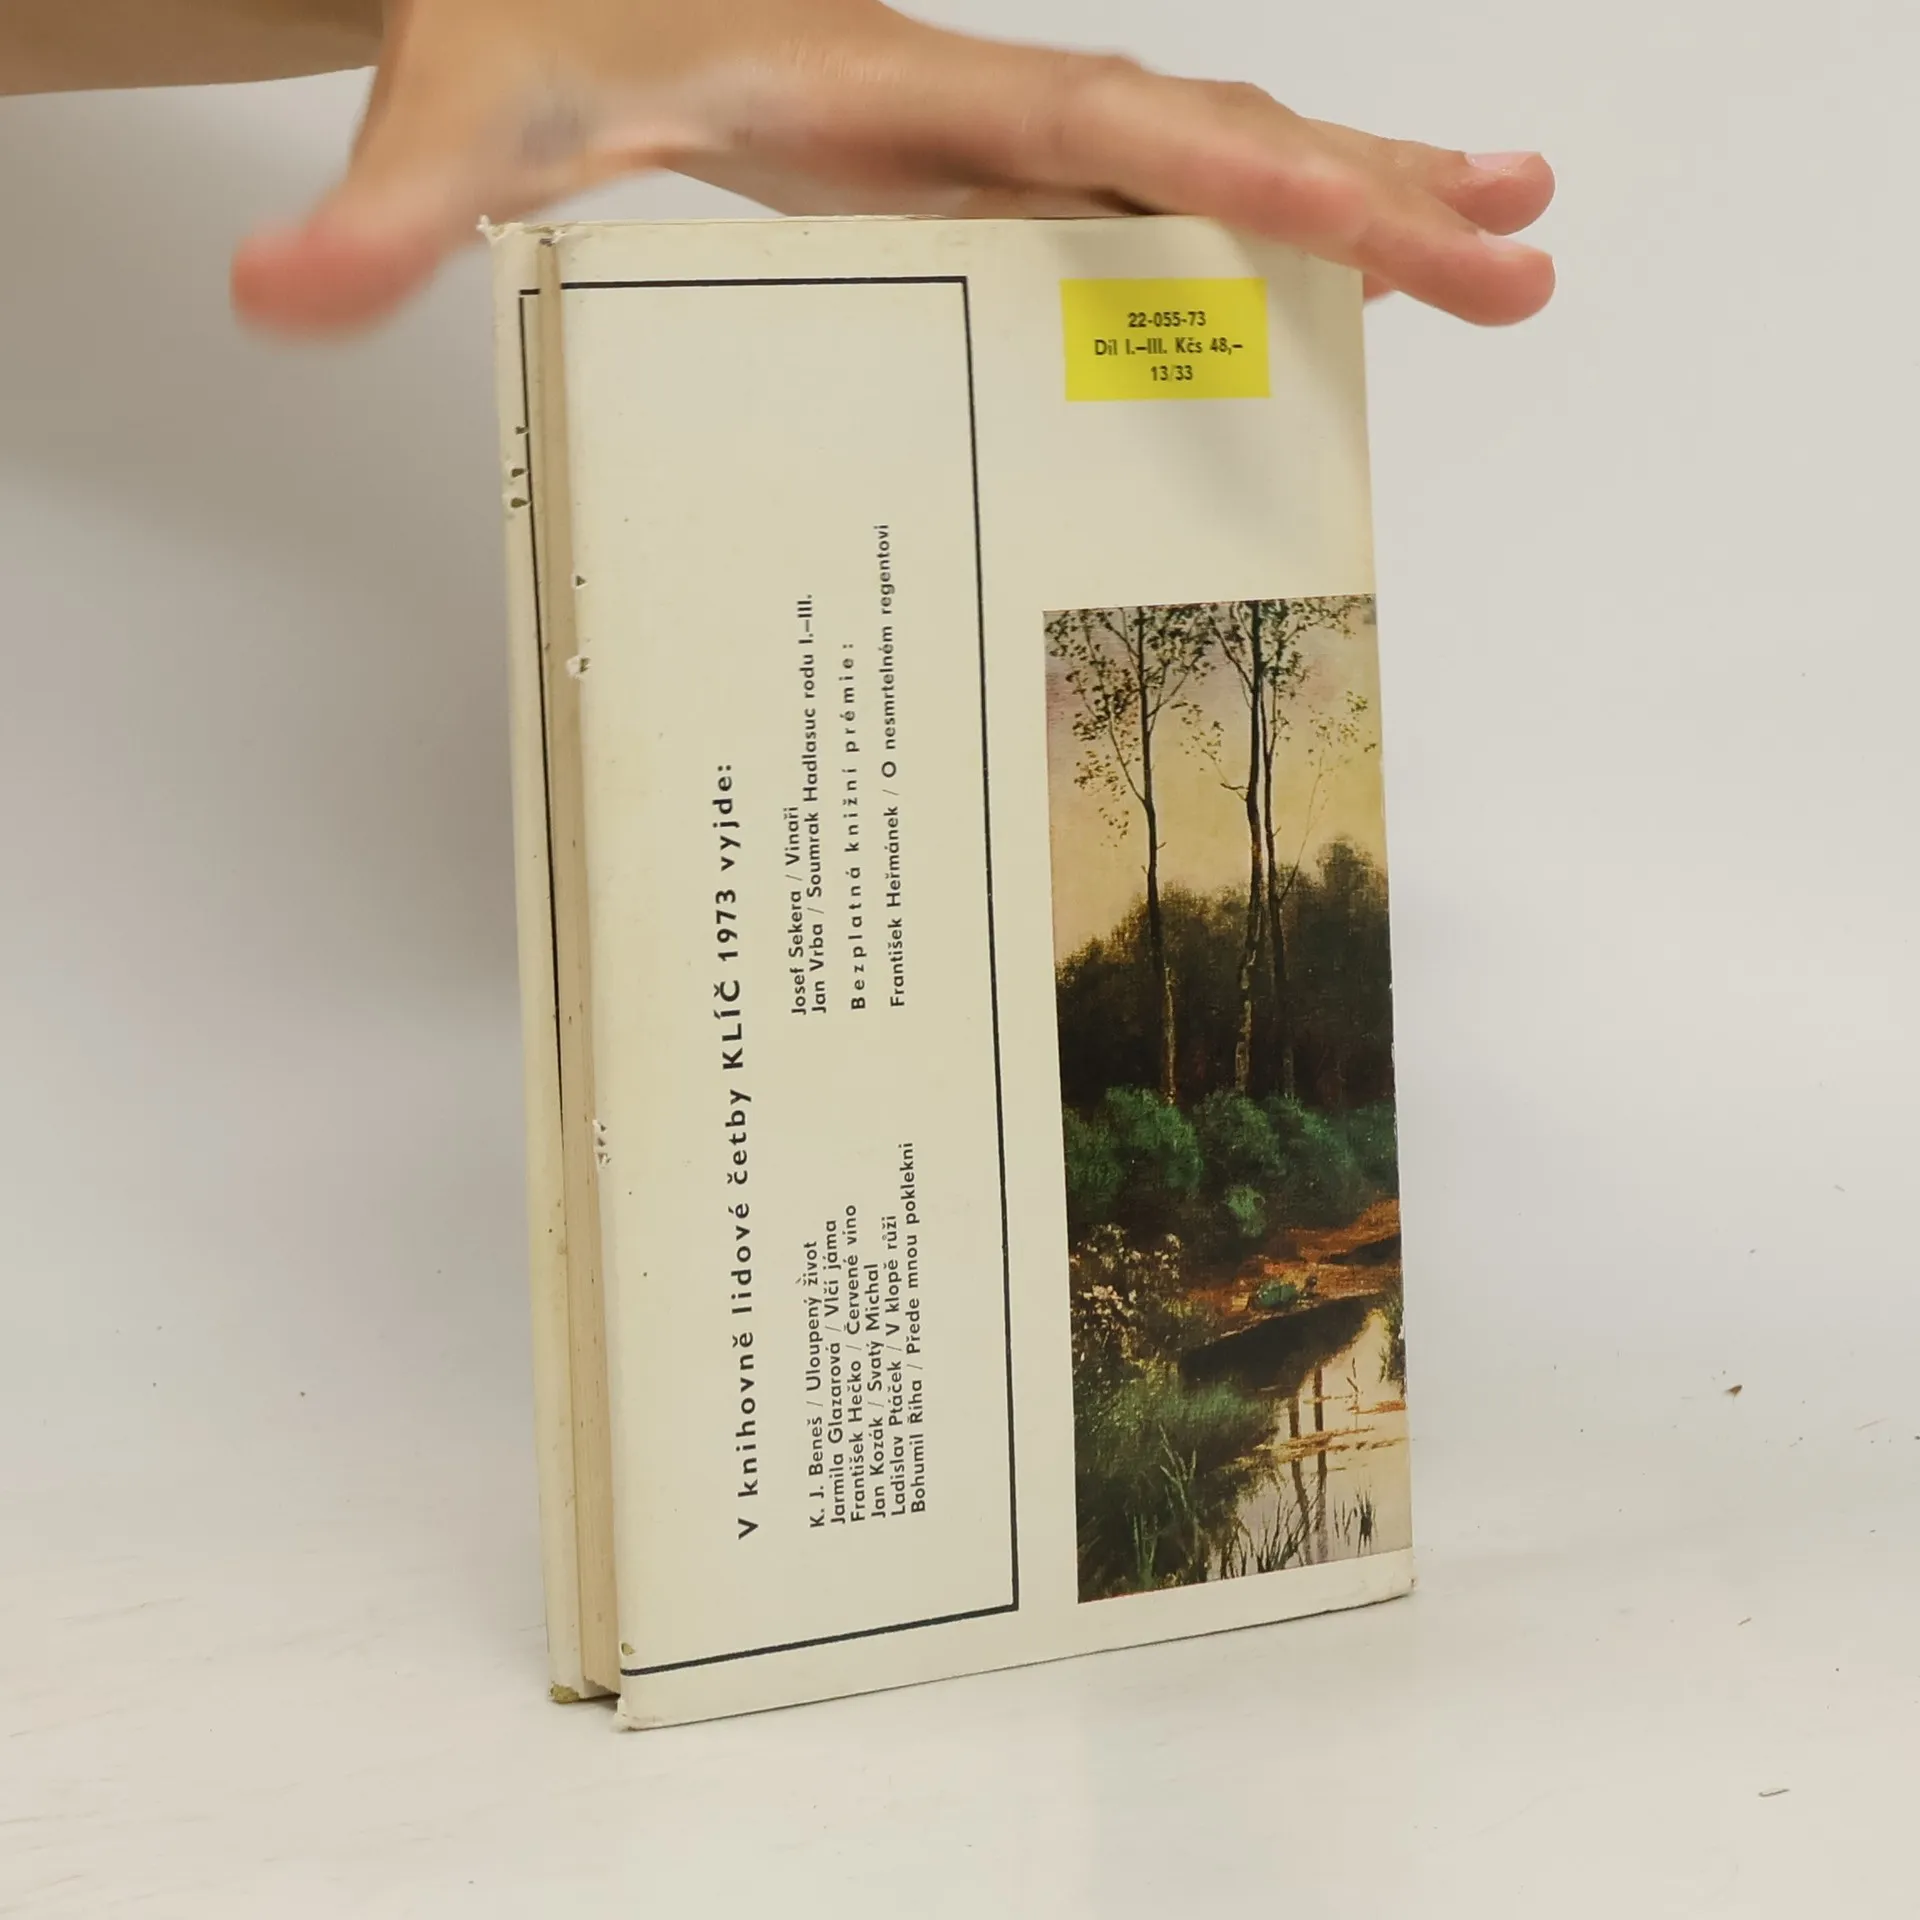 22-055-73
Díl I.–III. Kčs 48,–
13/33
V knihovně lidové četby KLÍČ 1973 vyjde:
K. J. Beneš / Uloupený život
Jarmila Glazarová / Vlčí jáma
František Hečko / Červené víno
Jan Kozák / Svatý Michal
Ladislav Ptáček / V klopě růži
Bohumil Říha / Přede mnou poklekni
Josef Sekera / Vinaři
Jan Vrba / Soumrak Hadlasuc rodu I.–III.
Bezplatná knižní prémie:
František Heřmánek / O nesmrtelném regentovi